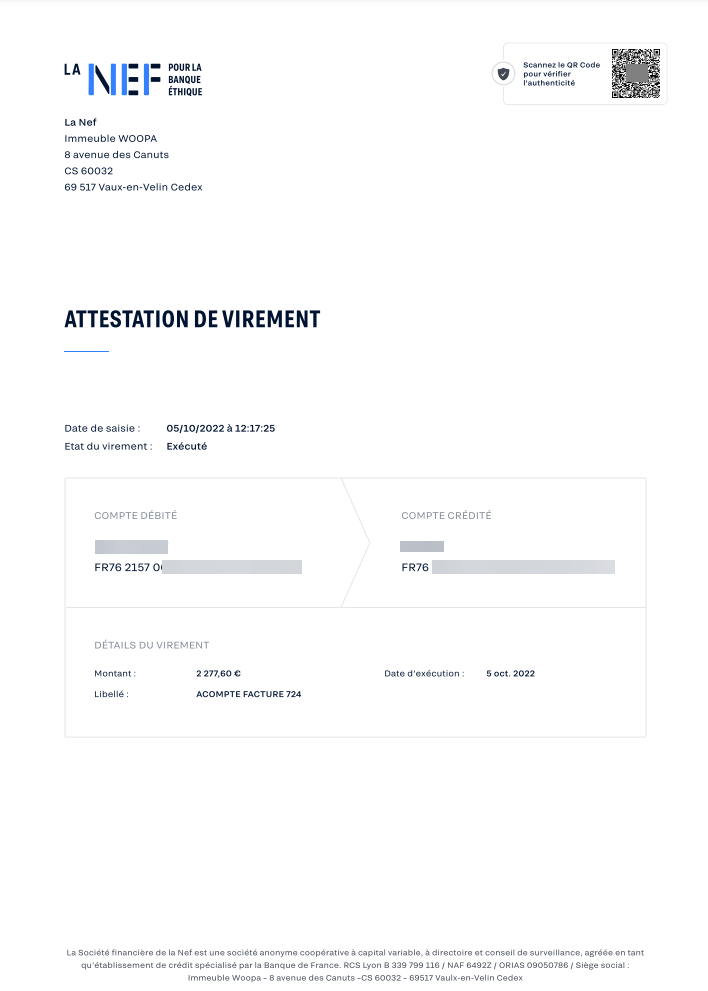 LA NEF POUR LA
BANQUE
ÉTHIQUE
Scannez le QR Code
pour vérifier
l'authenticité
La Nef
Immeuble WOOPA
8 avenue des Canuts
CS 60032
69 517 Vaux-en-Velin Cedex
ATTESTATION DE VIREMENT
Date de saisie : 05/10/2022 à 12:17:25
Etat du virement : Exécuté
COMPTE DÉBITÉ
FR76 2157
COMPTE CRÉDITÉ
FR76
DÉTAILS DU VIREMENT
Montant : 2 277,60 € Date d'exécution : 5 oct. 2022
Libellé : ACOMPTE FACTURE 724
La Société financière de la Nef est une société anonyme coopérative à capital variable, à directoire et conseil de surveillance, agréée en tant
qu'établissement de crédit spécialisé par la Banque de France. RCS Lyon B 339 799 116 / NAF 6492Z / ORIAS 09050786 / Siège social :
Immeuble Woopa - 8 avenue des Canuts -CS 60032 - 69517 Vaulx-en-Velin Cedex